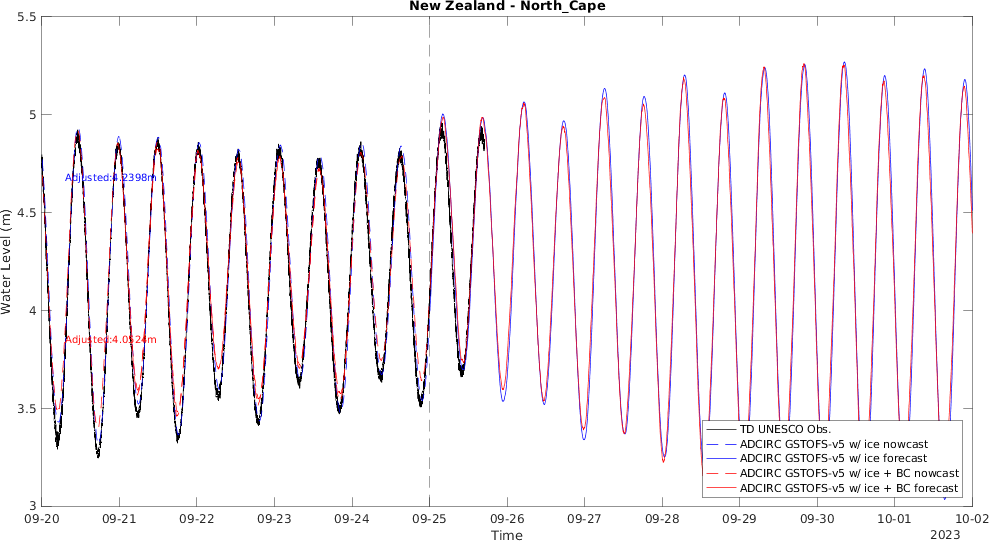 New Zealand - North_Cape
5.5
5
4.5
4
3.5
3
Water Level (m)
Adjusted:4.2398m
Adjusted:4.0524m
TD UNESCO Obs.
ADCIRC GSTOFS-v5 w/ ice nowcast
ADCIRC GSTOFS-v5 w/ ice forecast
ADCIRC GSTOFS-v5 w/ ice + BC nowcast
ADCIRC GSTOFS-v5 w/ ice + BC forecast
09-20 09-21 09-22 09-23 09-24 09-25 09-26 09-27 09-28 09-29 09-30 10-01 10-02
Time
2023